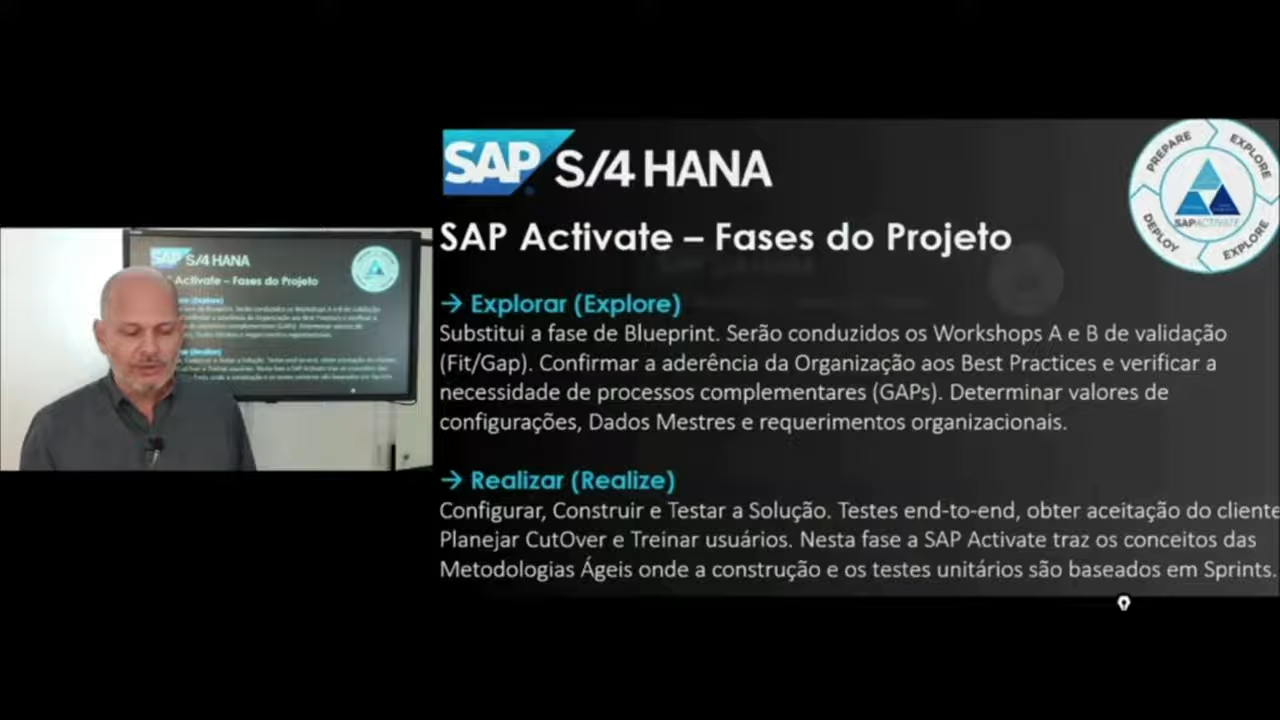 SAP S/4 HANA
SAP Activate – Fases do Projeto
→ Explorar (Explore)
Substitui a fase de Blueprint. Serão conduzidos os Workshops A e B de validação
(Fit/Gap). Confirmar a aderência da Organização aos Best Practices e verificar a
necessidade de processos complementares (GAPs). Determinar valores de
configurações, Dados Mestres e requerimentos organizacionais.
→ Realizar (Realize)
Configurar, Construir e Testar a Solução. Testes end-to-end, obter aceitação do cliente
Planejar CutOver e Treinar usuários. Nesta fase a SAP Activate traz os conceitos das
Metodologias Ágeis onde a construção e os testes unitários são baseados em Sprints.
PREPARE
EXPLORE
EXPLORE
DEPLOY
SAP ACTIVATE
SAP S/4 HANA
Activate – Fases do Projeto